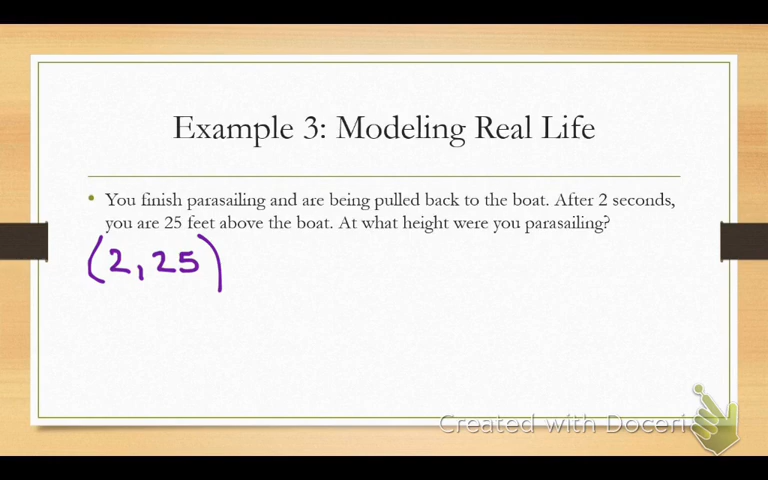 Example 3: Modeling Real Life
• You finish parasailing and are being pulled back to the boat. After 2 seconds,
you are 25 feet above the boat. At what height were you parasailing?
(2, 25)
Created with Doceri